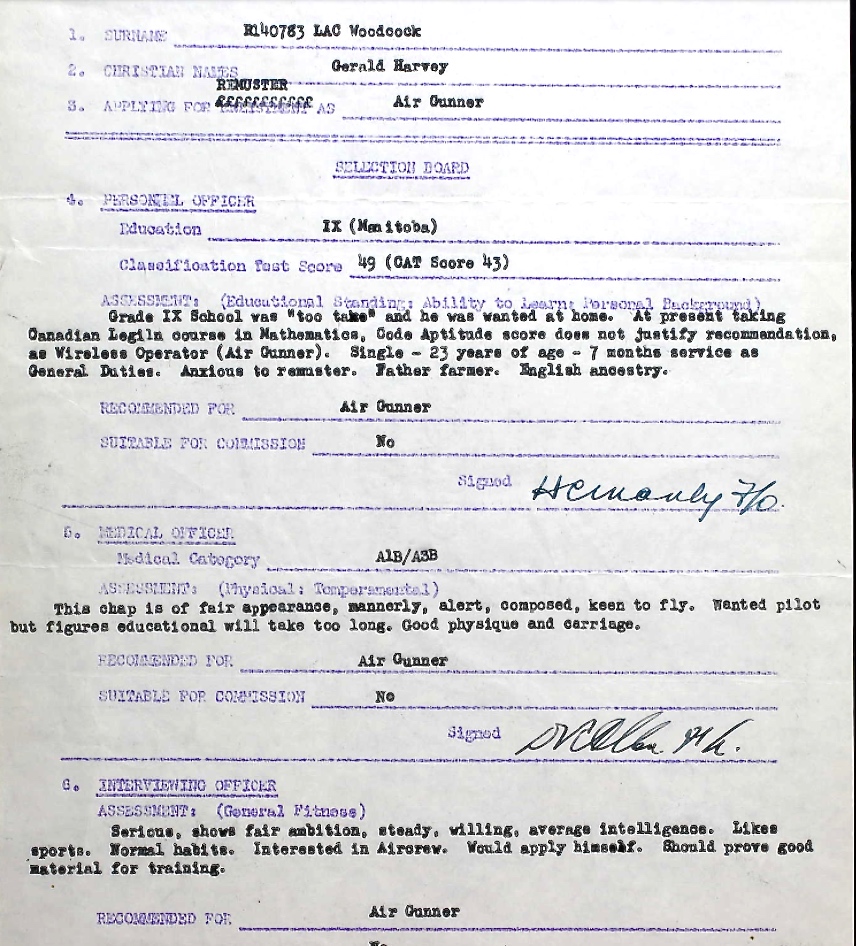 1. SURNAME R140783 LAC Woodcock
2. CHRISTIAN NAMES Gerald Harvey
REMUSTER
3. APPLYING FOR ENLISTMENT AS Air Gunner
SELECTION BOARD
4. PERSONNEL OFFICER
Education IX (Manitoba)
Classification Test Score 49 (CAT Score 43)
ASSESSMENT: (Educational Standing: Ability to Learn: Personal Background)
Grade IX School was "too take" and he was wanted at home. At present taking
Canadian Legiln course in Mathematics, Code Aptitude score does not justify recommendation,
as Wireless Operator (Air Gunner). Single - 23 years of age - 7 months service as
General Duties. Anxious to remuster. Father farmer. English ancestry.
RECOMMENDED FOR Air Gunner
SUITABLE FOR COMMISSION No
Signed F/O.
5. MEDICAL OFFICER
Medical Category A1B/A3B
ASSESSMENT: (Physical: Temperamental)
This chap is of fair appearance, mannerly, alert, composed, keen to fly. Wanted pilot
but figures educational will take too long. Good physique and carriage.
RECOMMENDED FOR Air Gunner
SUITABLE FOR COMMISSION No
Signed
6. INTERVIEWING OFFICER
ASSESSMENT: (General Fitness)
Serious, shows fair ambition, steady, willing, average intelligence. Likes
sports. Normal habits. Interested in Aircrew. Would apply himself. Should prove good
material for training.
RECOMMENDED FOR Air Gunner
No